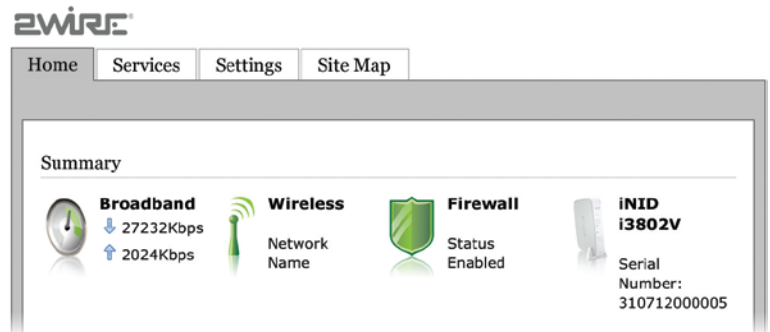 2WIRE
Home Services Settings Site Map
Summary
Broadband
27232Kbps
2024Kbps
Wireless
Network
Name
Firewall
Status
Enabled
iNID
i3802V
Serial
Number:
310712000005